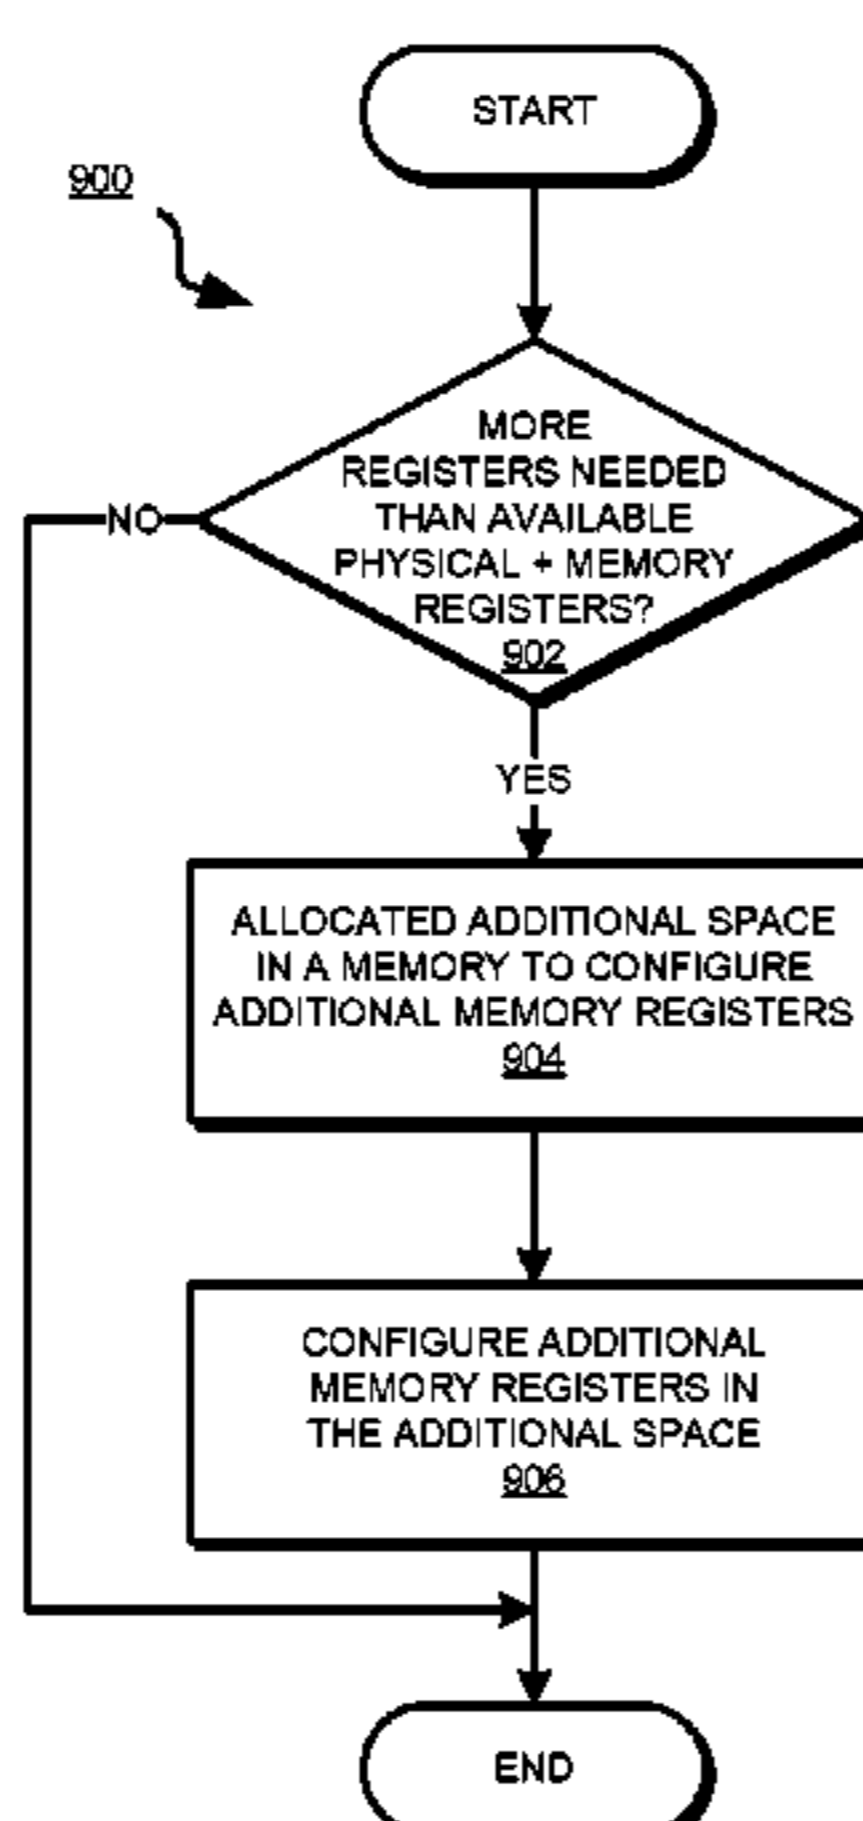 START
900
MORE
REGISTERS NEEDED
THAN AVAILABLE
PHYSICAL + MEMORY
REGISTERS?
902
NO
YES
ALLOCATED ADDITIONAL SPACE
IN A MEMORY TO CONFIGURE
ADDITIONAL MEMORY REGISTERS
904
CONFIGURE ADDITIONAL
MEMORY REGISTERS IN
THE ADDITIONAL SPACE
906
END